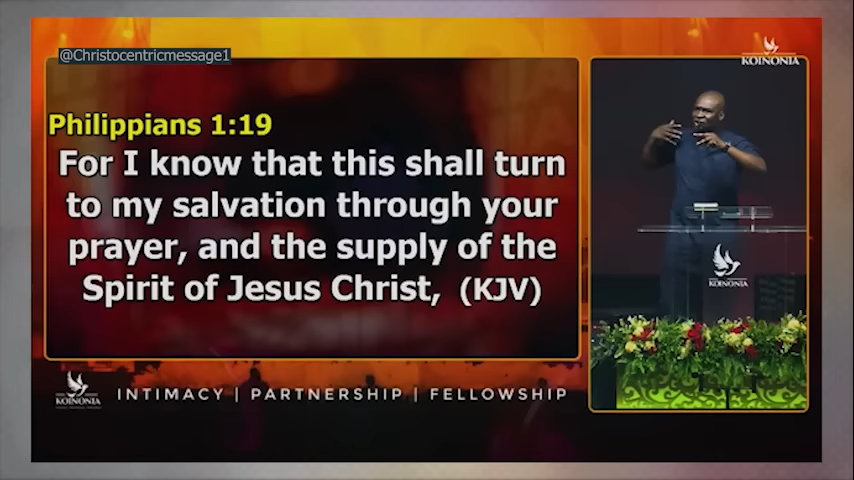 @Christocentricmessage1
KOINONIA
Philippians 1:19
For I know that this shall turn
to my salvation through your
prayer, and the supply of the
Spirit of Jesus Christ, (KJV)
KOINONIA
KOINONIA
INTIMACY | PARTNERSHIP | FELLOWSHIP